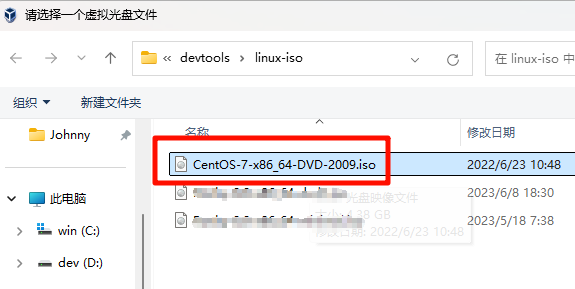 请选择一个虚拟光盘文件
« devtools › linux-iso
在 linux-iso 中
组织 新建文件夹
名称 修改日期
Johnny
CentOS-7-x86_64-DVD-2009.iso 2022/6/23 10:48
2023/6/8 18:30
2023/5/18 7:38
光盘映像文件
38 GB
修改日期: 2022/6/23 10:48
此电脑
win (C:)
dev (D:)